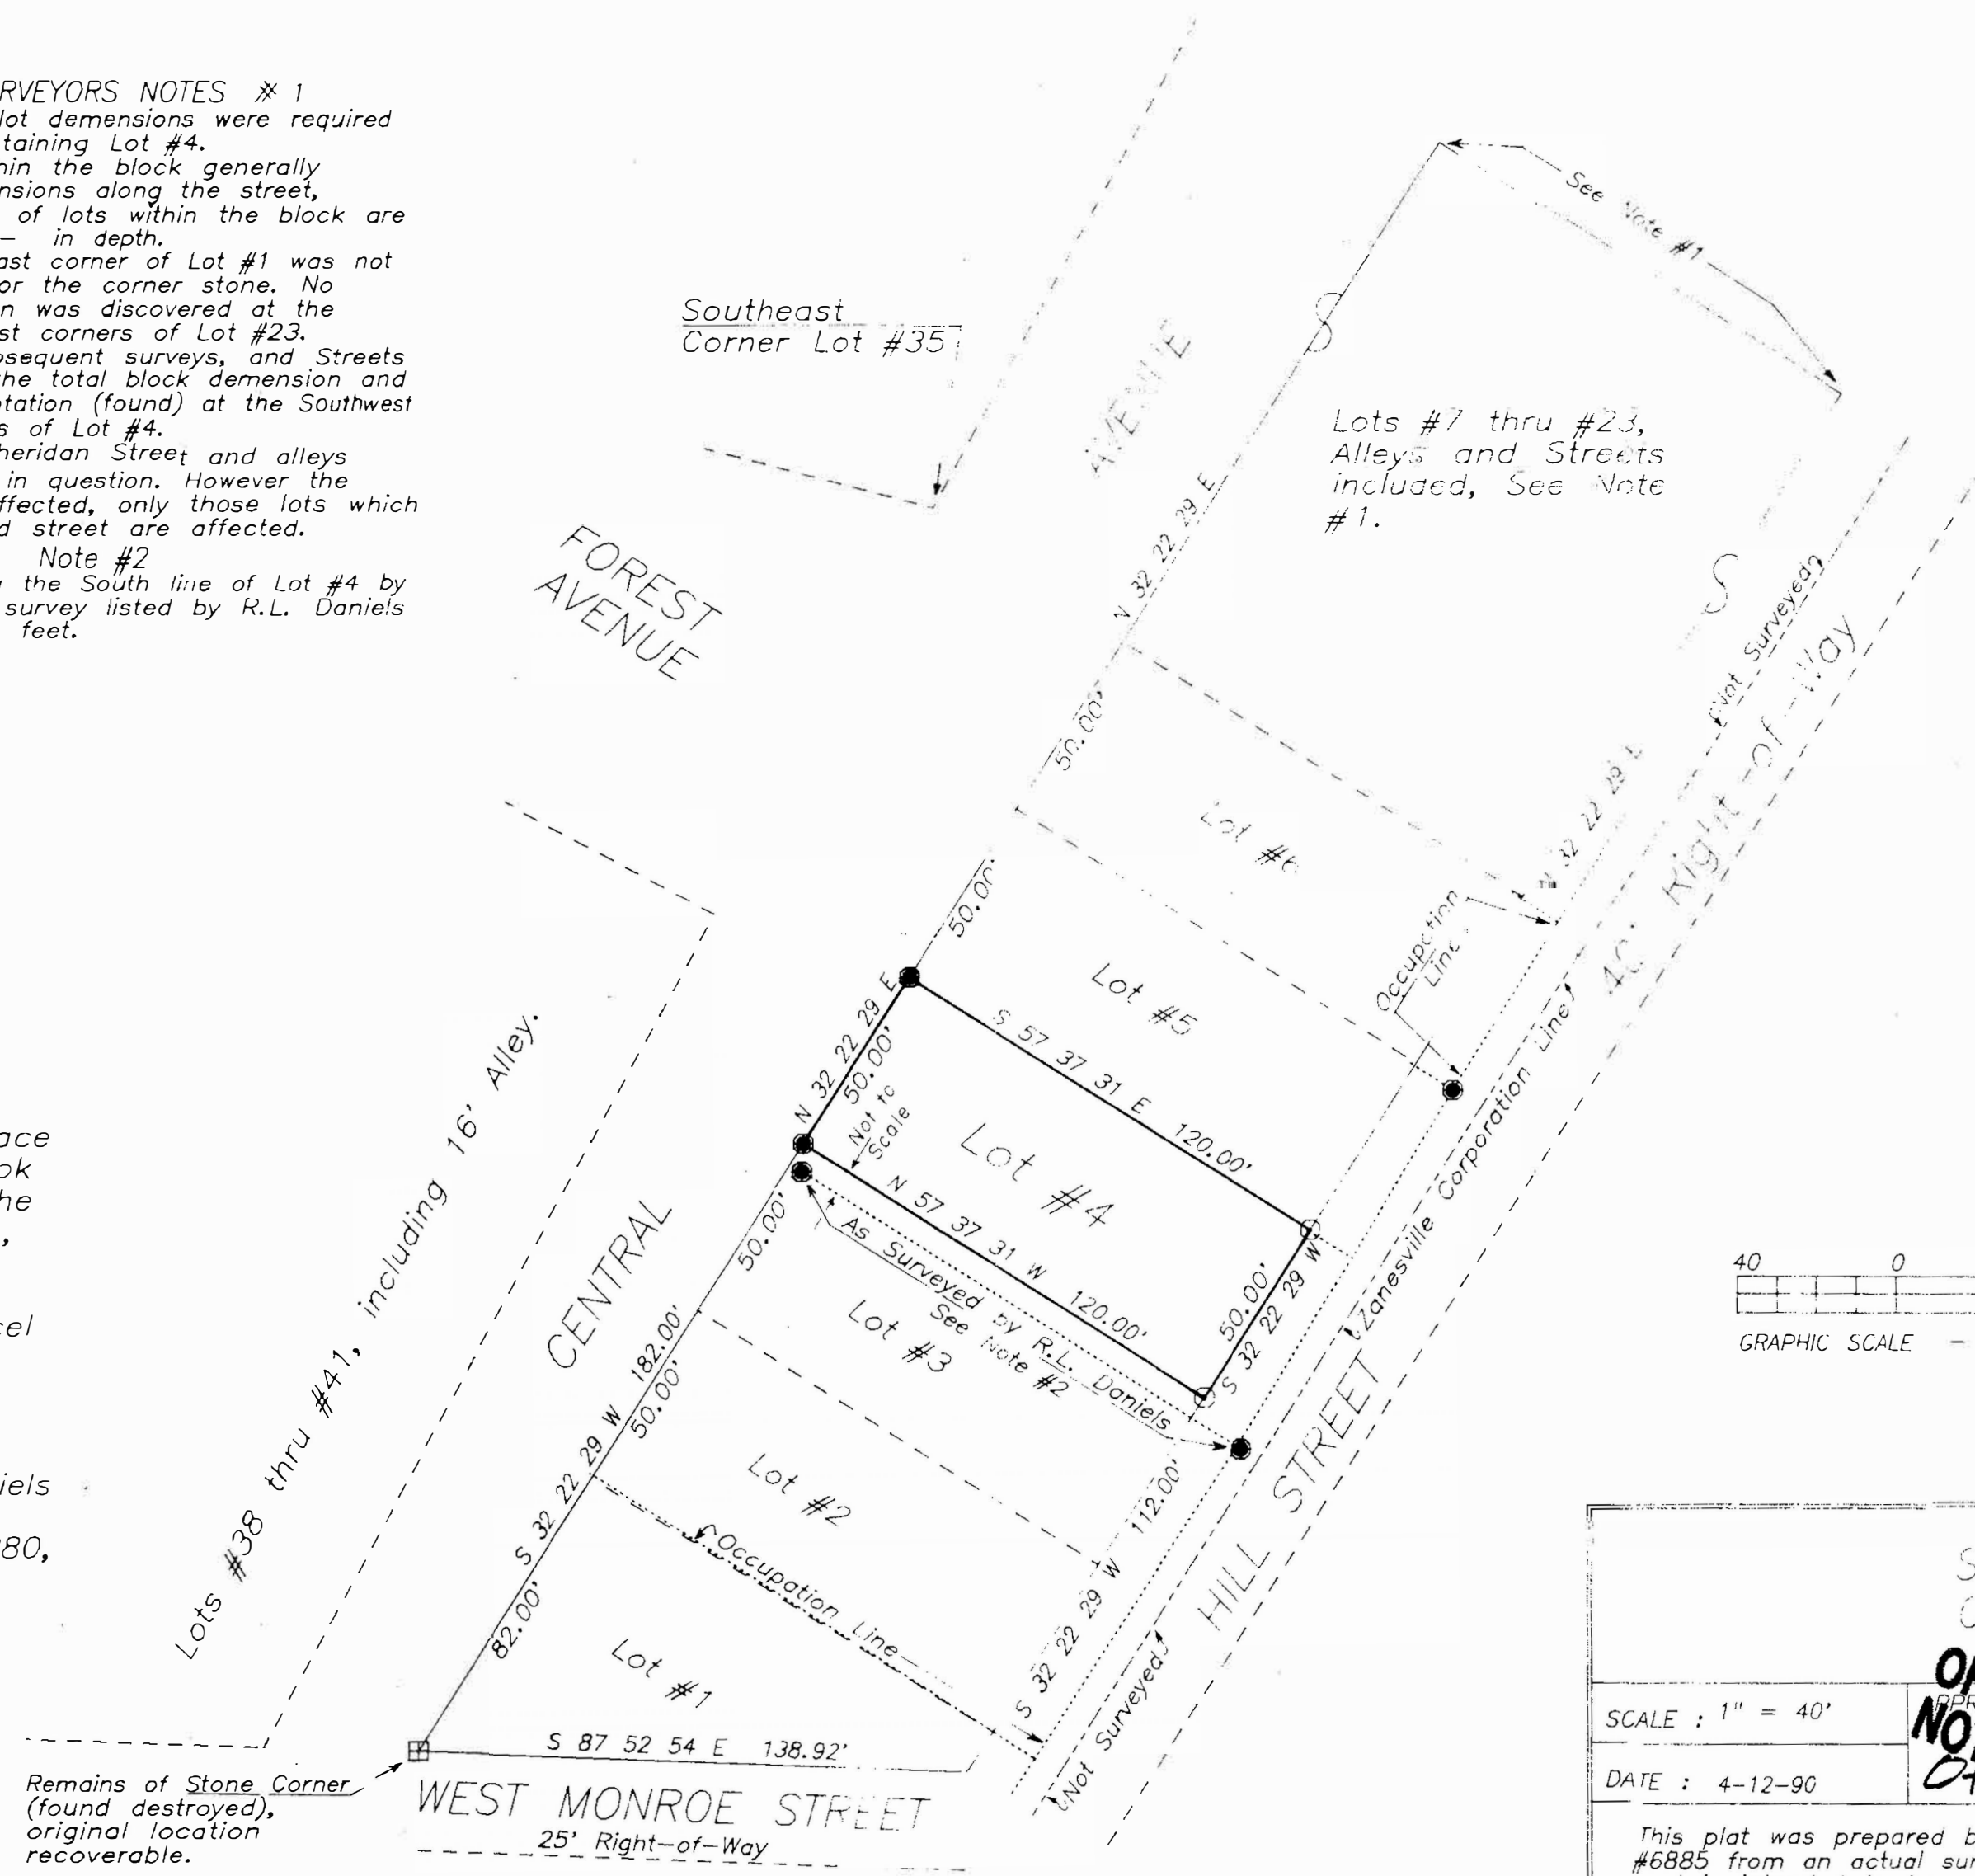 RVEYORS NOTES # 1
lot demensions were required
taining Lot #4.
hin the block generally
nsions along the street,
of lots within the block are
— in depth.
ast corner of Lot #1 was not
or the corner stone. No
n was discovered at the
st corners of Lot #23.
sequent surveys, and Streets
he total block demension and
tation (found) at the Southwest
s of Lot #4.
heridan Street and alleys
in question. However the
ffected, only those lots which
d street are affected.
Note #2
the South line of Lot #4 by
survey listed by R.L. Daniels
feet.
Southeast
Corner Lot #35
See Note #1
S
AVENUE
Lots #7 thru #23,
Alleys and Streets
included, See Note
#1.
N 32 22 29 E
FOREST
AVENUE
S
(Not Surveyed)
40' Right-of-Way
50.00'
Lot #6
N 32 22 29 E
50.00'
Occupation
Line
Lot #5
N 32 22 29 E
50.00'
S 57 37 31 E 120.00'
Not to
Scale
Lot #4
N 57 37 31 W 120.00'
50.00'
S 32 22 29 W
Zanesville Corporation Line
As Surveyed by R.L. Daniels
See Note #2
50.00'
Lot #3
CENTRAL
182.00'
50.00'
S 32 22 29 W
Lot #2
112.00'
S 32 22 29 W
HILL STREET
Occupation Line
82.00'
Lot #1
(Not Surveyed)
Lots #38 thru #41, including 16' Alley.
ace
ok
he
,
cel
iels
80,
S 87 52 54 E 138.92'
WEST MONROE STREET
25' Right-of-Way
Remains of Stone Corner
(found destroyed),
original location
recoverable.
40 0
GRAPHIC SCALE -
SCALE : 1" = 40'
DATE : 4-12-90
This plat was prepared b
#6885 from an actual sur